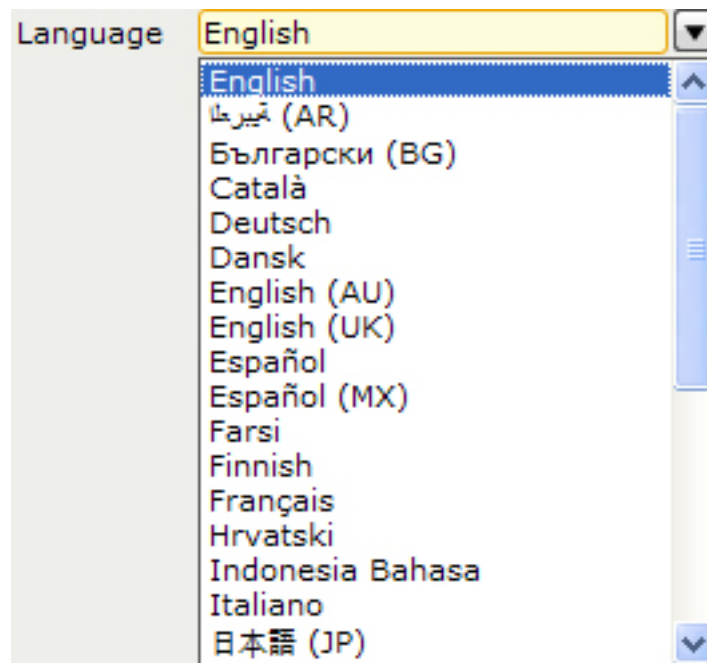 Language English
English
ةيبرعلا (AR)
Български (BG)
Català
Deutsch
Dansk
English (AU)
English (UK)
Español
Español (MX)
Farsi
Finnish
Français
Hrvatski
Indonesia Bahasa
Italiano
日本語 (JP)